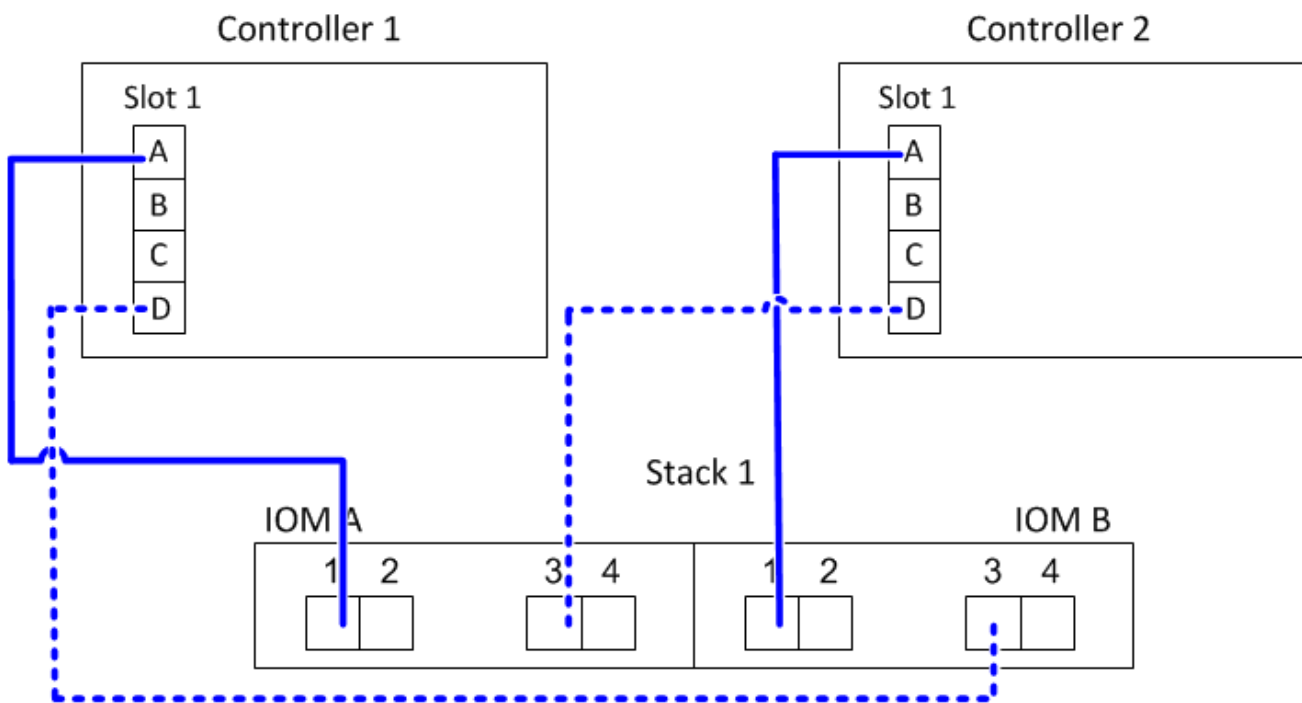 Controller 1
Controller 2
Slot 1
A
B
C
D
Slot 1
A
B
C
D
Stack 1
IOM A
IOM B
1 2 3 4 1 2 3 4